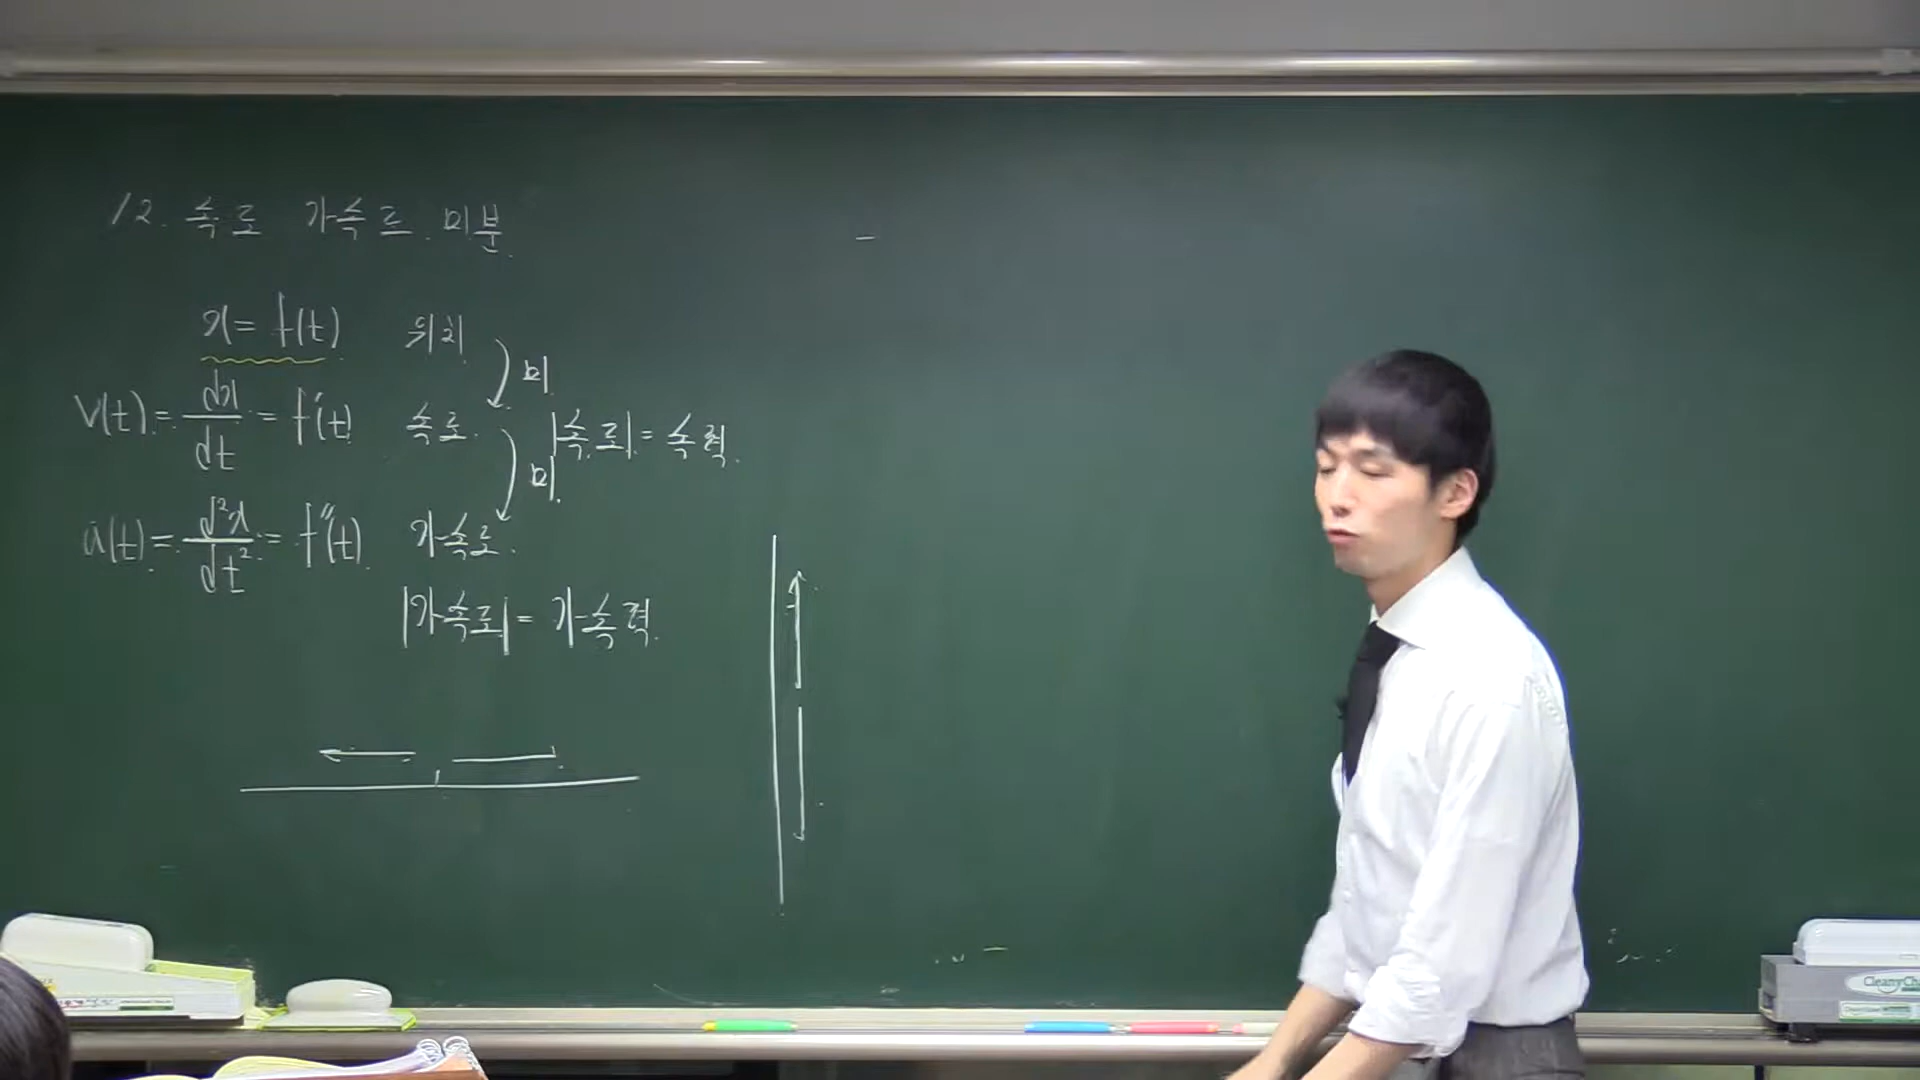 12. 속도 가속도 미분
x = f(t) 위치
미
v(t) = dx/dt = f'(t) 속도 |속도| = 속력
미
a(t) = d²x/dt² = f''(t) 가속도
|가속도| = 가속력